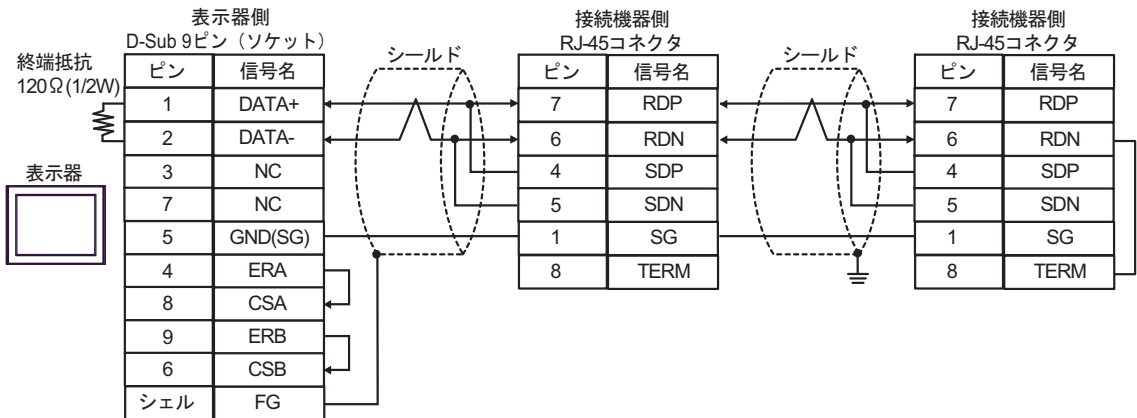 表示器側
D-Sub 9ピン（ソケット）
終端抵抗
120Ω(1/2W)
ピン 信号名
1 DATA+
2 DATA-
3 NC
7 NC
5 GND(SG)
4 ERA
8 CSA
9 ERB
6 CSB
シェル FG
表示器
シールド
接続機器側
RJ-45コネクタ
ピン 信号名
7 RDP
6 RDN
4 SDP
5 SDN
1 SG
8 TERM
シールド
接続機器側
RJ-45コネクタ
ピン 信号名
7 RDP
6 RDN
4 SDP
5 SDN
1 SG
8 TERM